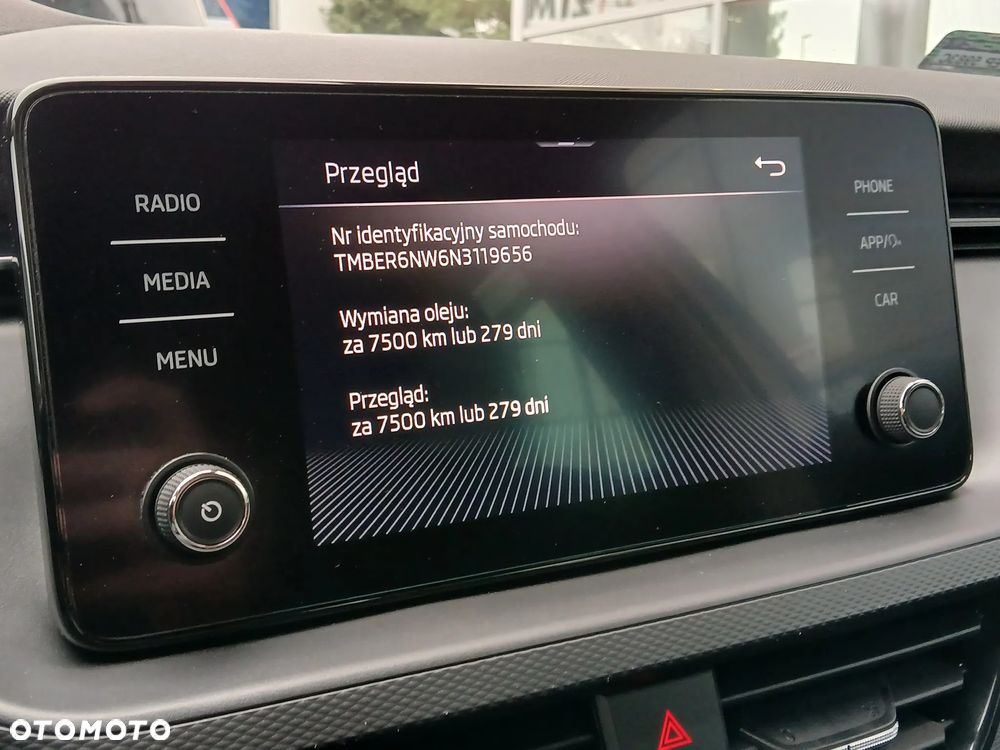 Przegląd
RADIO
MEDIA
MENU
Nr identyfikacyjny samochodu:
TMBER6NW6N3119656
Wymiana oleju:
za 7500 km lub 279 dni
Przegląd:
za 7500 km lub 279 dni
PHONE
APP/
CAR
OTOMOTO